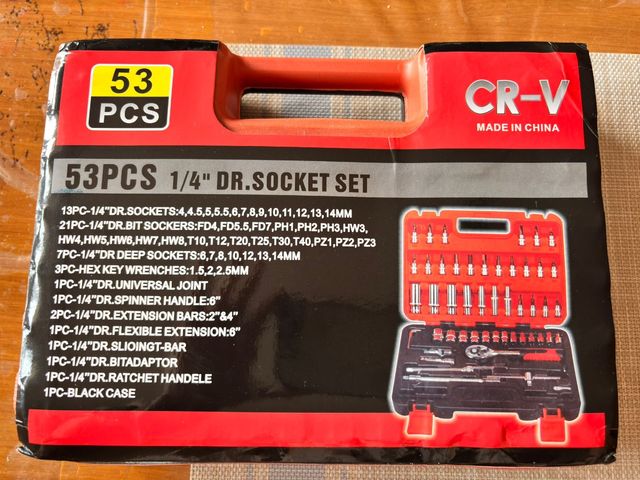 53
PCS
CR-V
MADE IN CHINA
53PCS 1/4" DR.SOCKET SET
13PC-1/4"DR.SOCKETS:4,4.5,5,5.5,6,7,8,9,10,11,12,13,14MM
21PC-1/4"DR.BIT SOCKERS:FD4,FD5.5,FD7,PH1,PH2,PH3,HW3,
HW4,HW5,HW6,HW7,HW8,T10,T12,T20,T25,T30,T40,PZ1,PZ2,PZ3
7PC-1/4"DR DEEP SOCKETS:6,7,8,10,12,13,14MM
3PC-HEX KEY WRENCHES:1.5,2,2.5MM
1PC-1/4"DR.UNIVERSAL JOINT
1PC-1/4"DR.SPINNER HANDLE:6"
2PC-1/4"DR.EXTENSION BARS:2"&4"
1PC-1/4"DR.FLEXIBLE EXTENSION:6"
1PC-1/4"DR.SLIOINGT-BAR
1PC-1/4"DR.BITADAPTOR
1PC-1/4"DR.RATCHET HANDELE
1PC-BLACK CASE